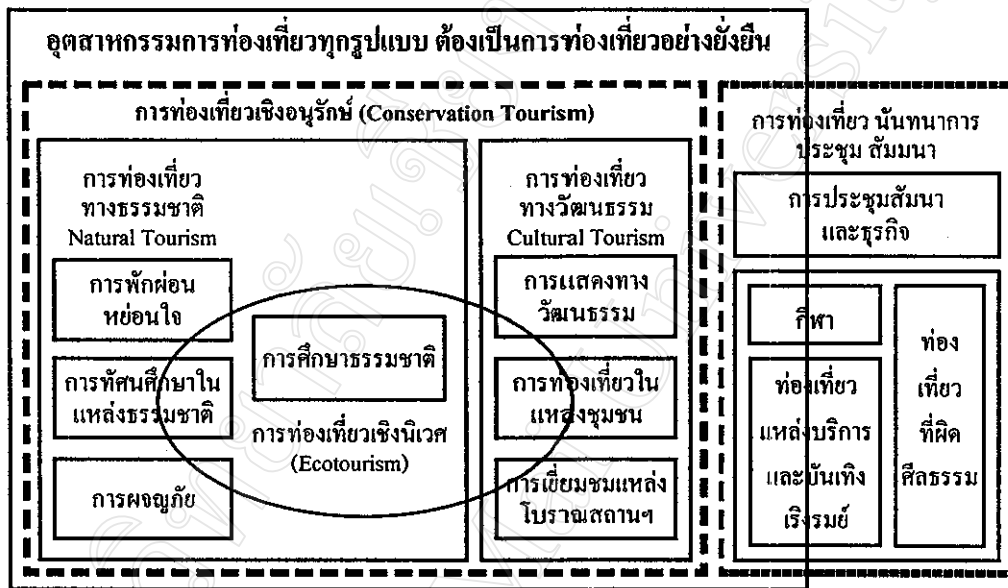 อุตสาหกรรมการท่องเที่ยวทุกรูปแบบ ต้องเป็นการท่องเที่ยวอย่างยั่งยืน
การท่องเที่ยวเชิงอนุรักษ์ (Conservation Tourism)
การท่องเที่ยว
ทางธรรมชาติ
Natural Tourism
การพักผ่อน
หย่อนใจ
การทัศนศึกษาใน
แหล่งธรรมชาติ
การผจญภัย
การศึกษาธรรมชาติ
การท่องเที่ยวเชิงนิเวศ
(Ecotourism)
การท่องเที่ยว
ทางวัฒนธรรม
Cultural Tourism
การแสดงทาง
วัฒนธรรม
การท่องเที่ยวใน
แหล่งชุมชน
การเยี่ยมชมแหล่ง
โบราณสถานฯ
การท่องเที่ยว นันทนาการ
ประชุม สัมมนา
การประชุมสัมนา
และธุรกิจ
กีฬา
ท่องเที่ยว
แหล่งบริการ
และบันเทิง
เริงรมย์
ท่อง
เที่ยว
ที่ผิด
ศีลธรรม